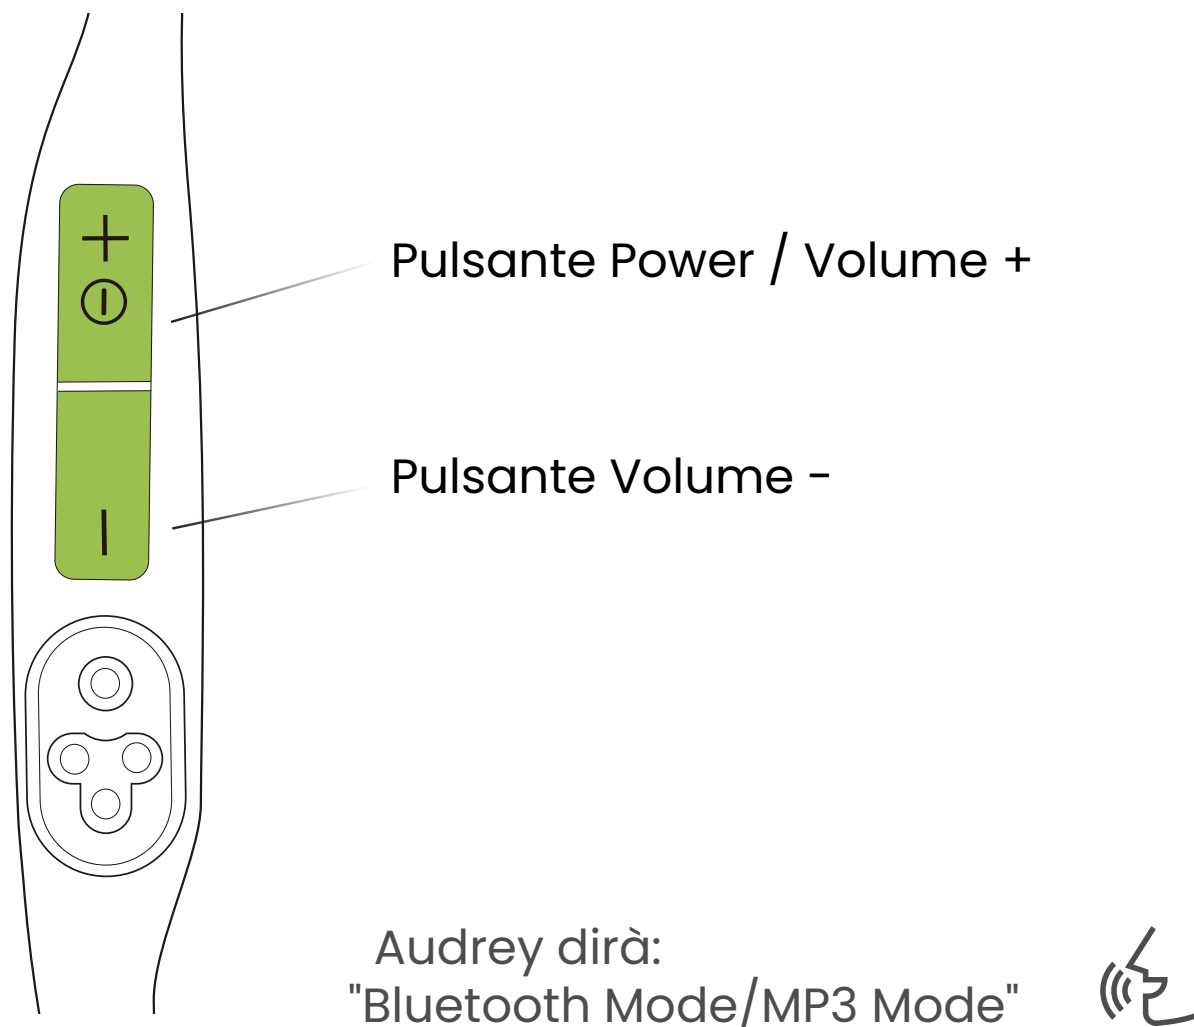 Pulsante Power / Volume +
Pulsante Volume -
Audrey dirà:
"Bluetooth Mode/MP3 Mode"